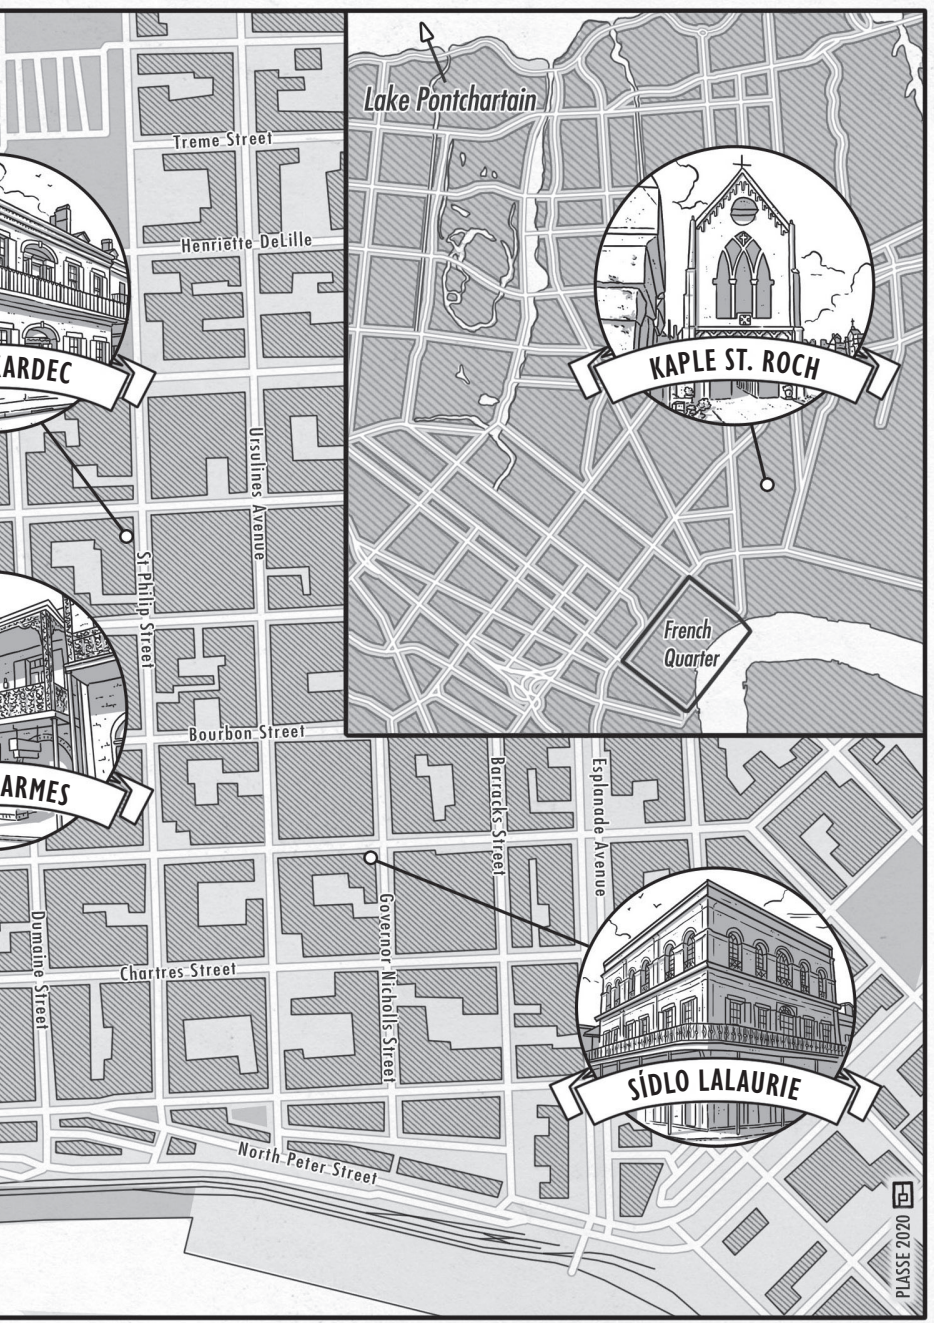 Treme Street
Henriette DeLille
Lake Pontchartain
KARDEC
KAPLE ST. ROCH
Ursulines Avenue
St Philip Street
French
Quarter
Bourbon Street
ARMES
Barracks Street
Esplanade Avenue
Governor Nicholls Street
Dumaine Street
Chartres Street
SÍDLO LALAURIE
North Peter Street
PLASSE 2020